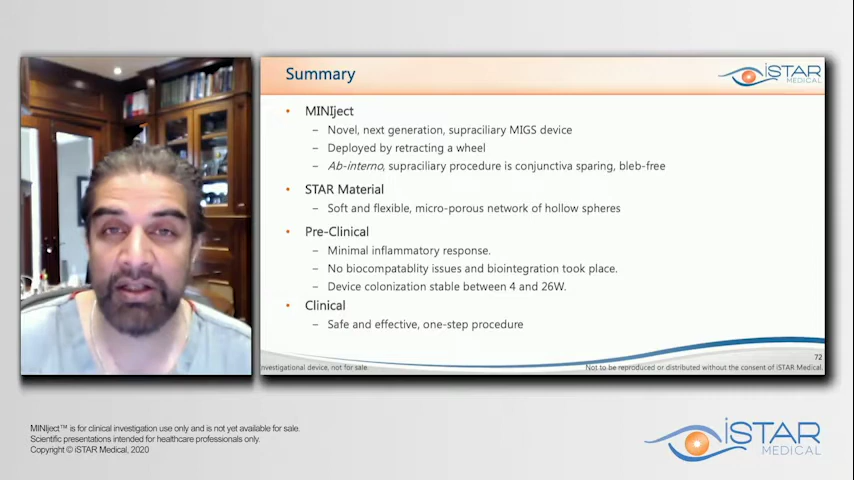 Summary
iSTAR
MEDICAL
• MINIject
– Novel, next generation, supraciliary MIGS device
– Deployed by retracting a wheel
– Ab-interno, supraciliary procedure is conjunctiva sparing, bleb-free
• STAR Material
– Soft and flexible, micro-porous network of hollow spheres
• Pre-Clinical
– Minimal inflammatory response.
– No biocompatablity issues and biointegration took place.
– Device colonization stable between 4 and 26W.
• Clinical
– Safe and effective, one-step procedure
72
nvestigational device, not for sale
Not to be reproduced or distributed without the consent of iSTAR Medical.
MINIject™ is for clinical investigation use only and is not yet available for sale.
Scientific presentations intended for healthcare professionals only.
Copyright © iSTAR Medical, 2020
iSTAR
MEDICAL